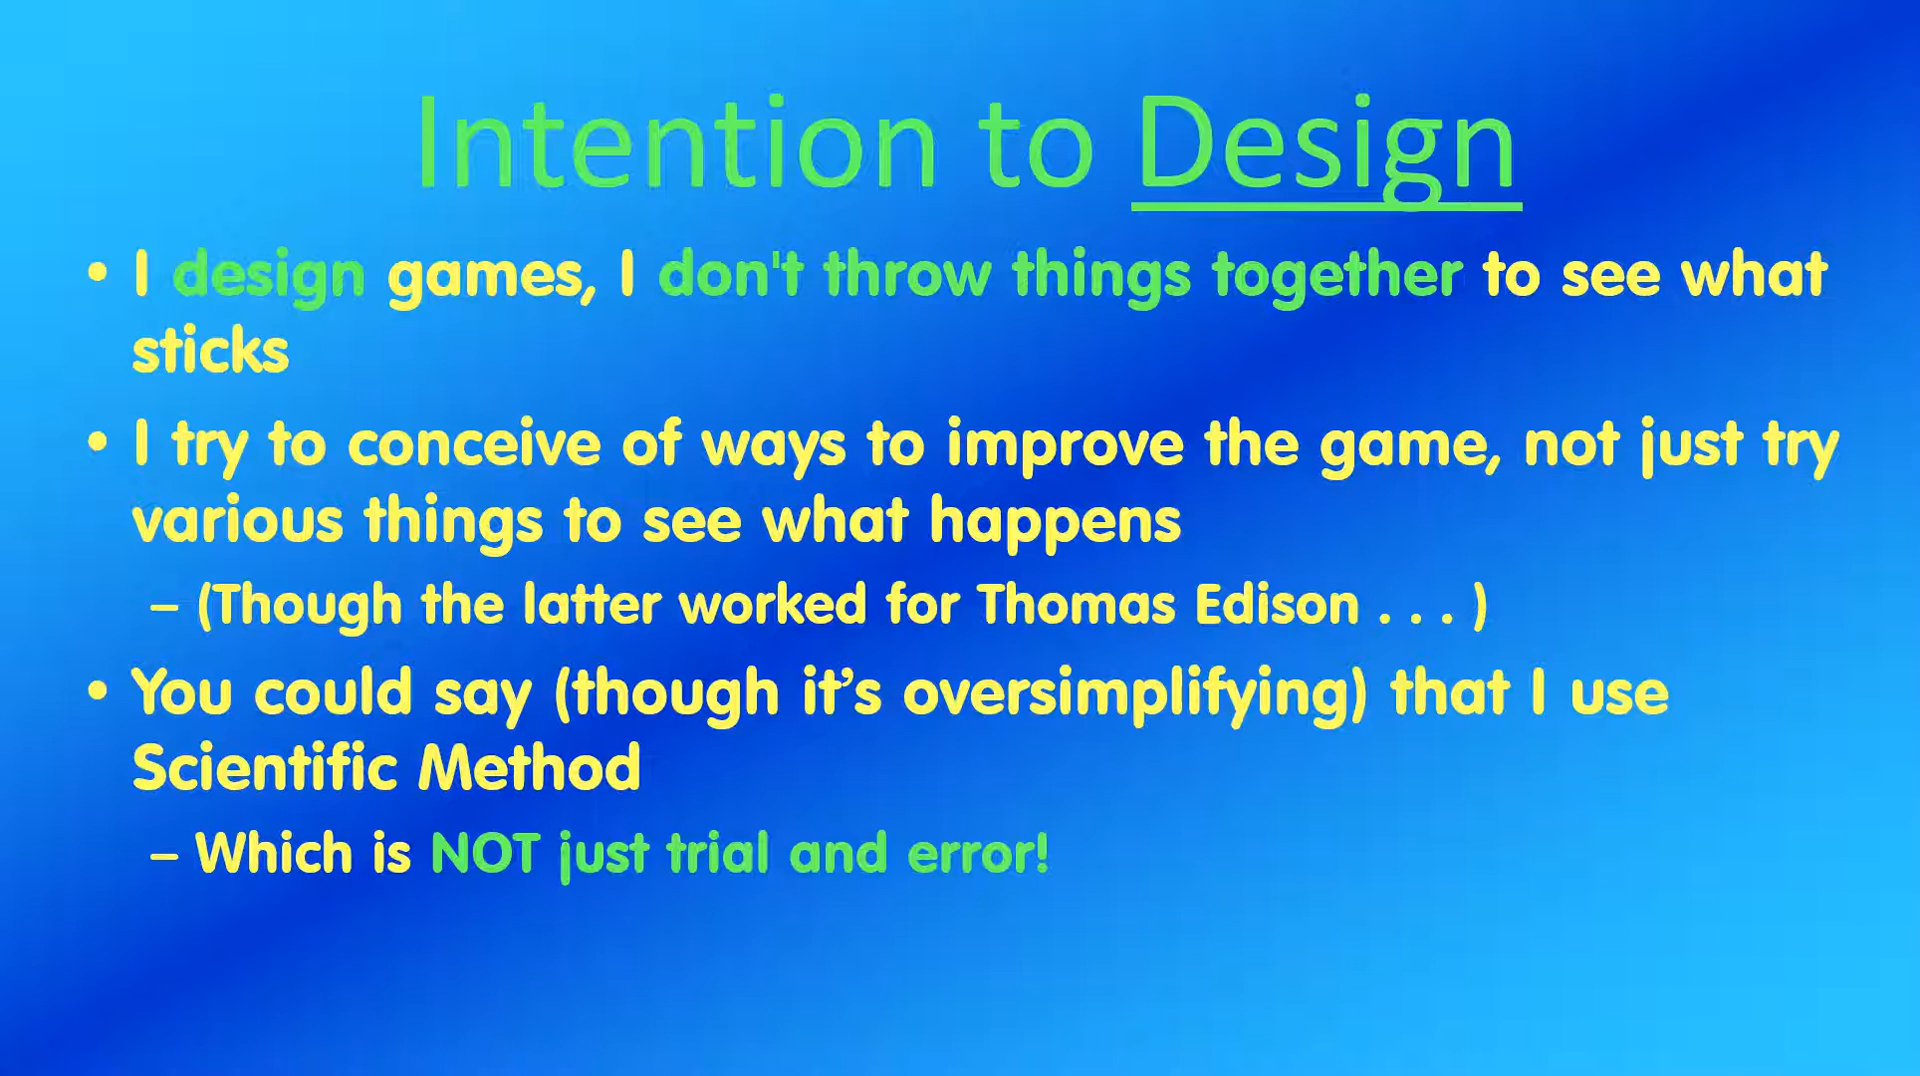 Intention to Design
• I design games, I don't throw things together to see what
sticks
• I try to conceive of ways to improve the game, not just try
various things to see what happens
– (Though the latter worked for Thomas Edison . . . )
• You could say (though it’s oversimplifying) that I use
Scientific Method
– Which is NOT just trial and error!